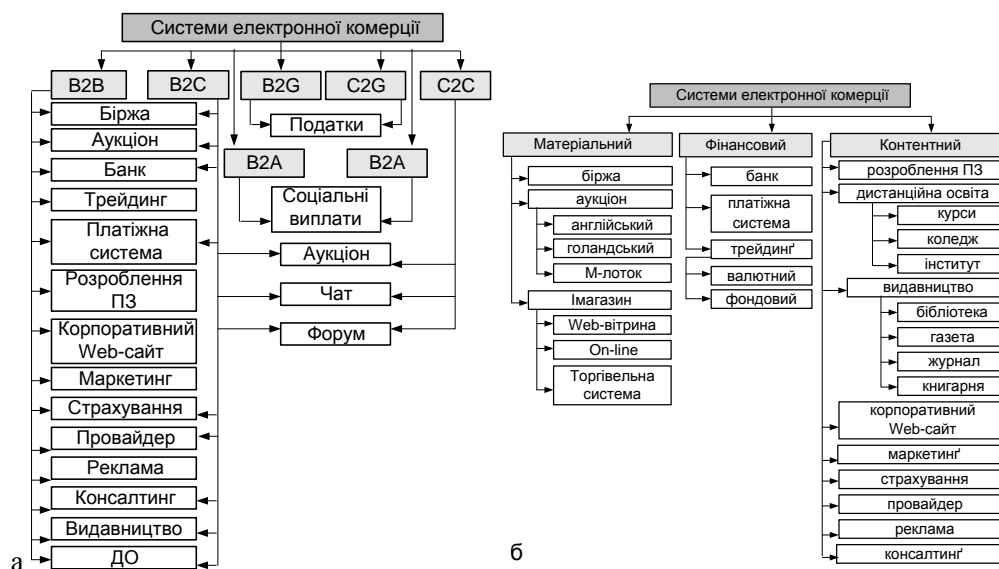 Системи електронної комерції
B2B
B2C
B2G
C2G
C2C
Біржа
Аукціон
Банк
Трейдинг
Платіжна
система
Розроблення
ПЗ
Корпоративний
Web-сайт
Маркетинг
Страхування
Провайдер
Реклама
Консалтинг
Видавництво
ДО
Податки
B2A
B2A
Соціальні
виплати
Аукціон
Чат
Форум
а
Системи електронної комерції
Матеріальний
біржа
аукціон
англійський
голандський
М-лоток
Імагазин
Web-вітрина
On-line
Торгівельна
система
Фінансовий
банк
платіжна
система
трейдинґ
валютний
фондовий
Контентний
розроблення ПЗ
дистанційна освіта
курси
коледж
інститут
видавництво
бібліотека
газета
журнал
книгарня
корпоративний
Web-сайт
маркетинґ
страхування
провайдер
реклама
консалтинґ
б